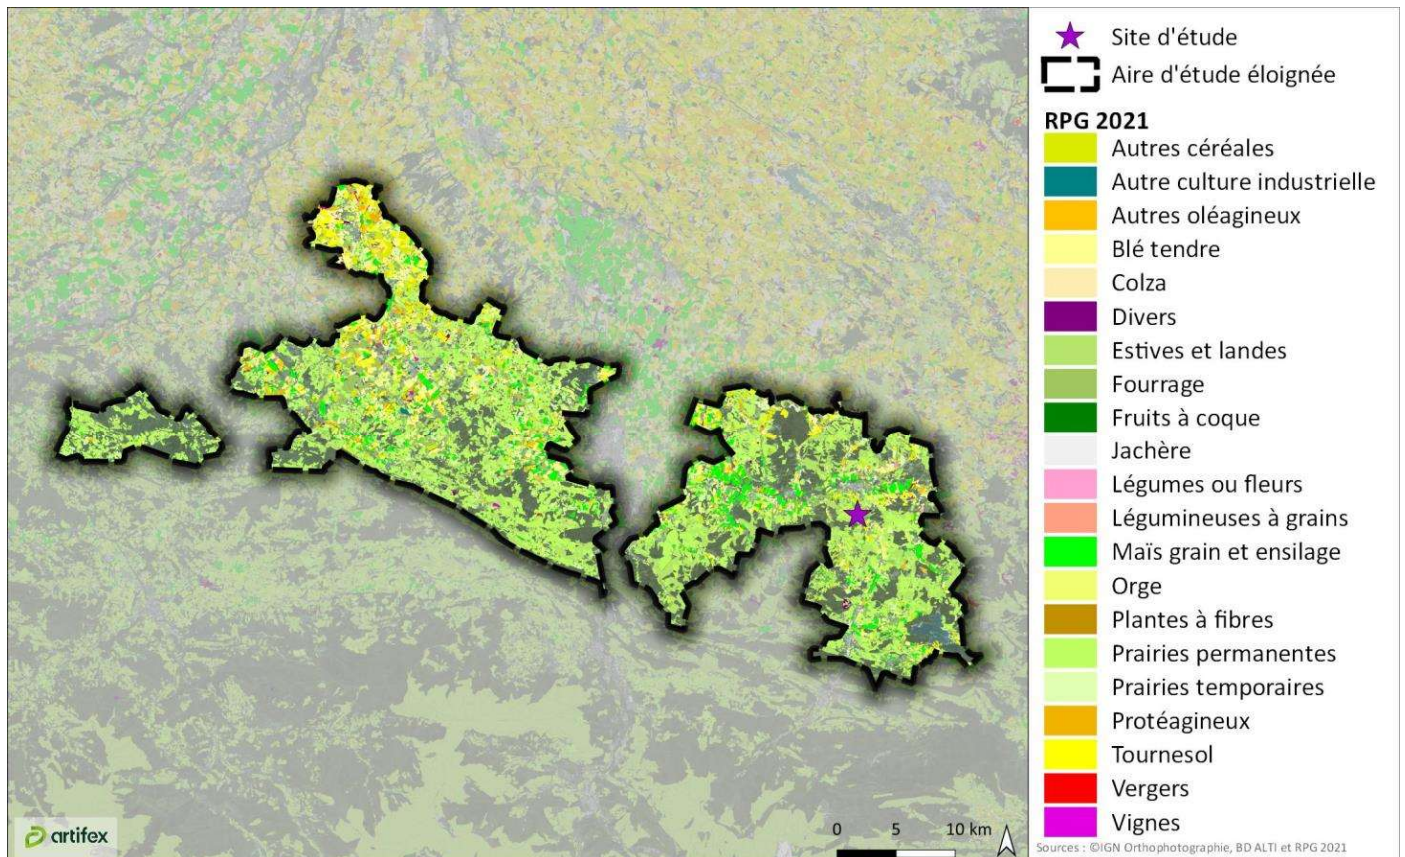 Site d'étude
Aire d'étude éloignée
RPG 2021
Autres céréales
Autre culture industrielle
Autres oléagineux
Blé tendre
Colza
Divers
Estives et landes
Fourrage
Fruits à coque
Jachère
Légumes ou fleurs
Légumineuses à grains
Maïs grain et ensilage
Orge
Plantes à fibres
Prairies permanentes
Prairies temporaires
Protéagineux
Tournesol
Vergers
Vignes
artifex
0 5 10 km
Sources : ©IGN Orthophotographie, BD ALTI et RPG 2021